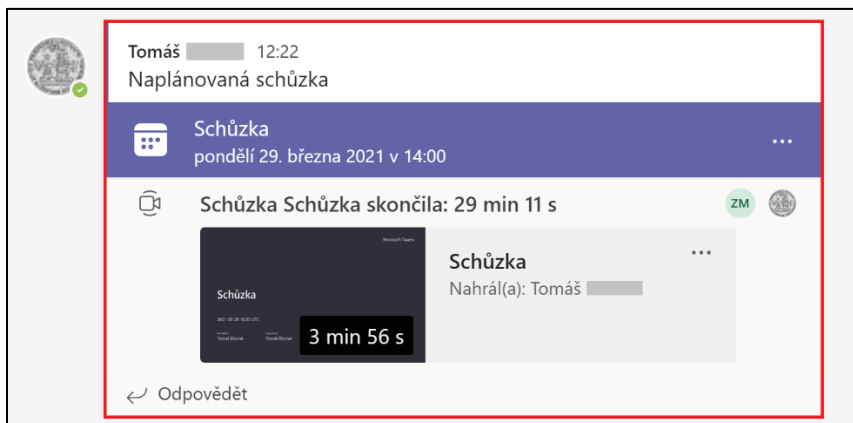 Tomáš 12:22
Naplánovaná schůzka
Schůzka
pondělí 29. března 2021 v 14:00
Schůzka Schůzka skončila: 29 min 11 s
ZM
Microsoft Teams
Schůzka
3 min 56 s
Schůzka
Nahrál(a): Tomáš
Odpovědět